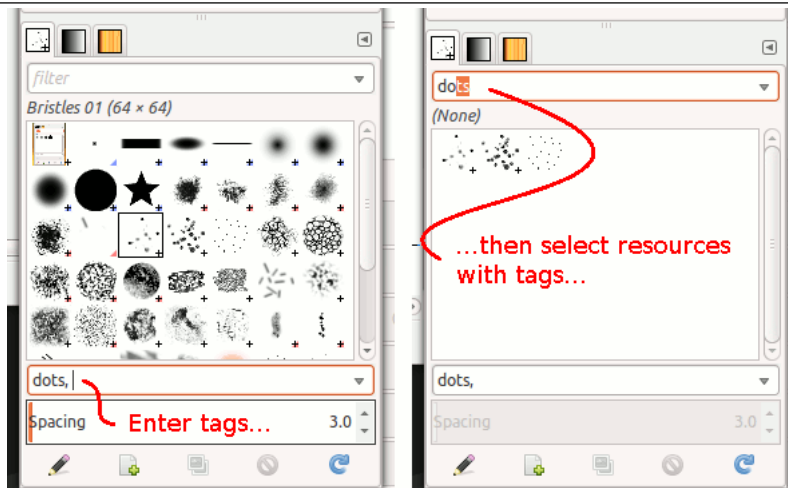 filter
Bristles 01 (64 × 64)
dots,
Enter tags...
Spacing 3.0
dots
(None)
...then select resources
with tags...
dots,
Spacing 3.0